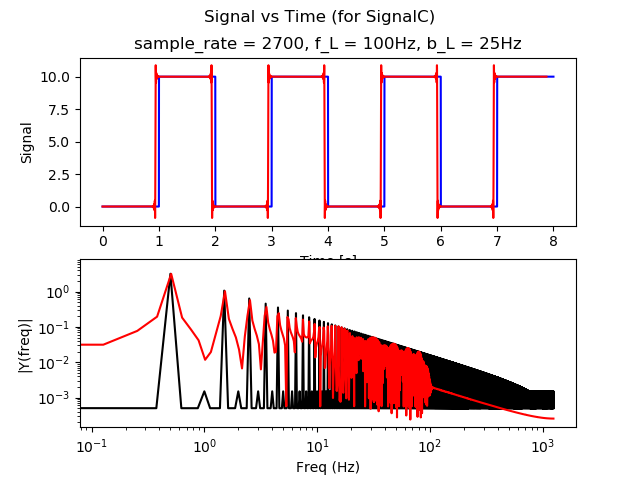 Signal vs Time (for SignalC)
sample_rate = 2700, f_L = 100Hz, b_L = 25Hz
10.0
7.5
5.0
2.5
0.0
Signal
0 1 2 3 4 5 6 7 8
Time [s]
10⁰
10⁻¹
10⁻²
10⁻³
|Y(freq)|
10⁻¹ 10⁰ 10¹ 10² 10³
Freq (Hz)